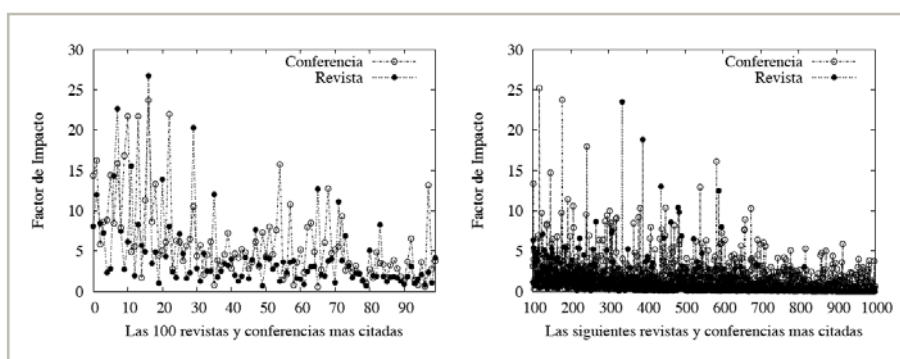 30
25
20
15
10
5
0
Factor de Impacto
Conferencia
Revista
0 10 20 30 40 50 60 70 80 90
Las 100 revistas y conferencias mas citadas
30
25
20
15
10
5
0
Factor de Impacto
Conferencia
Revista
100 200 300 400 500 600 700 800 900 1000
Las siguientes revistas y conferencias mas citadas